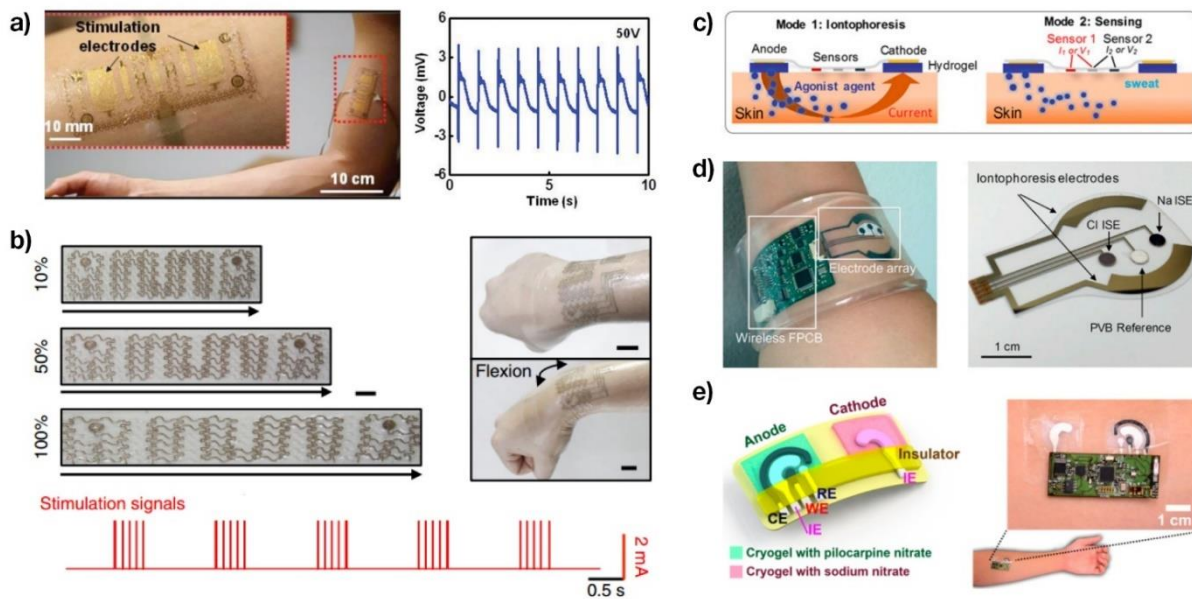 a)
Stimulation
electrodes
10 mm
10 cm
50V
Voltage (mV)
6
3
0
-3
-6
0
5
10
Time (s)
b)
10%
50%
100%
Flexion
Stimulation signals
2 mA
0.5 s
c)
Mode 1: Iontophoresis
Anode
Sensors
Cathode
Hydrogel
Agonist agent
Skin
Current
Mode 2: Sensing
Sensor 1
I1 or V1
Sensor 2
I2 or V2
sweat
Skin
d)
Electrode array
Wireless FPCB
Iontophoresis electrodes
Na ISE
Cl ISE
PVB Reference
1 cm
e)
Cathode
Anode
Insulator
IE
RE
WE
CE
IE
Cryogel with pilocarpine nitrate
Cryogel with sodium nitrate
1 cm